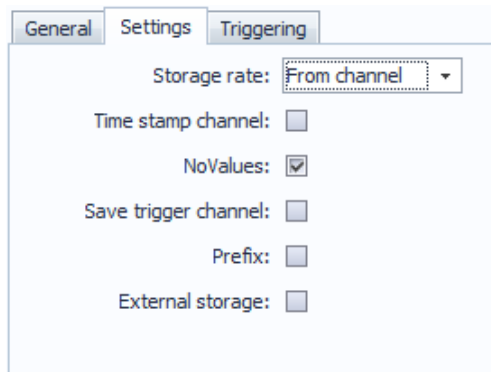 General Settings Triggering
Storage rate: From channel
Time stamp channel:
NoValues:
Save trigger channel:
Prefix:
External storage: